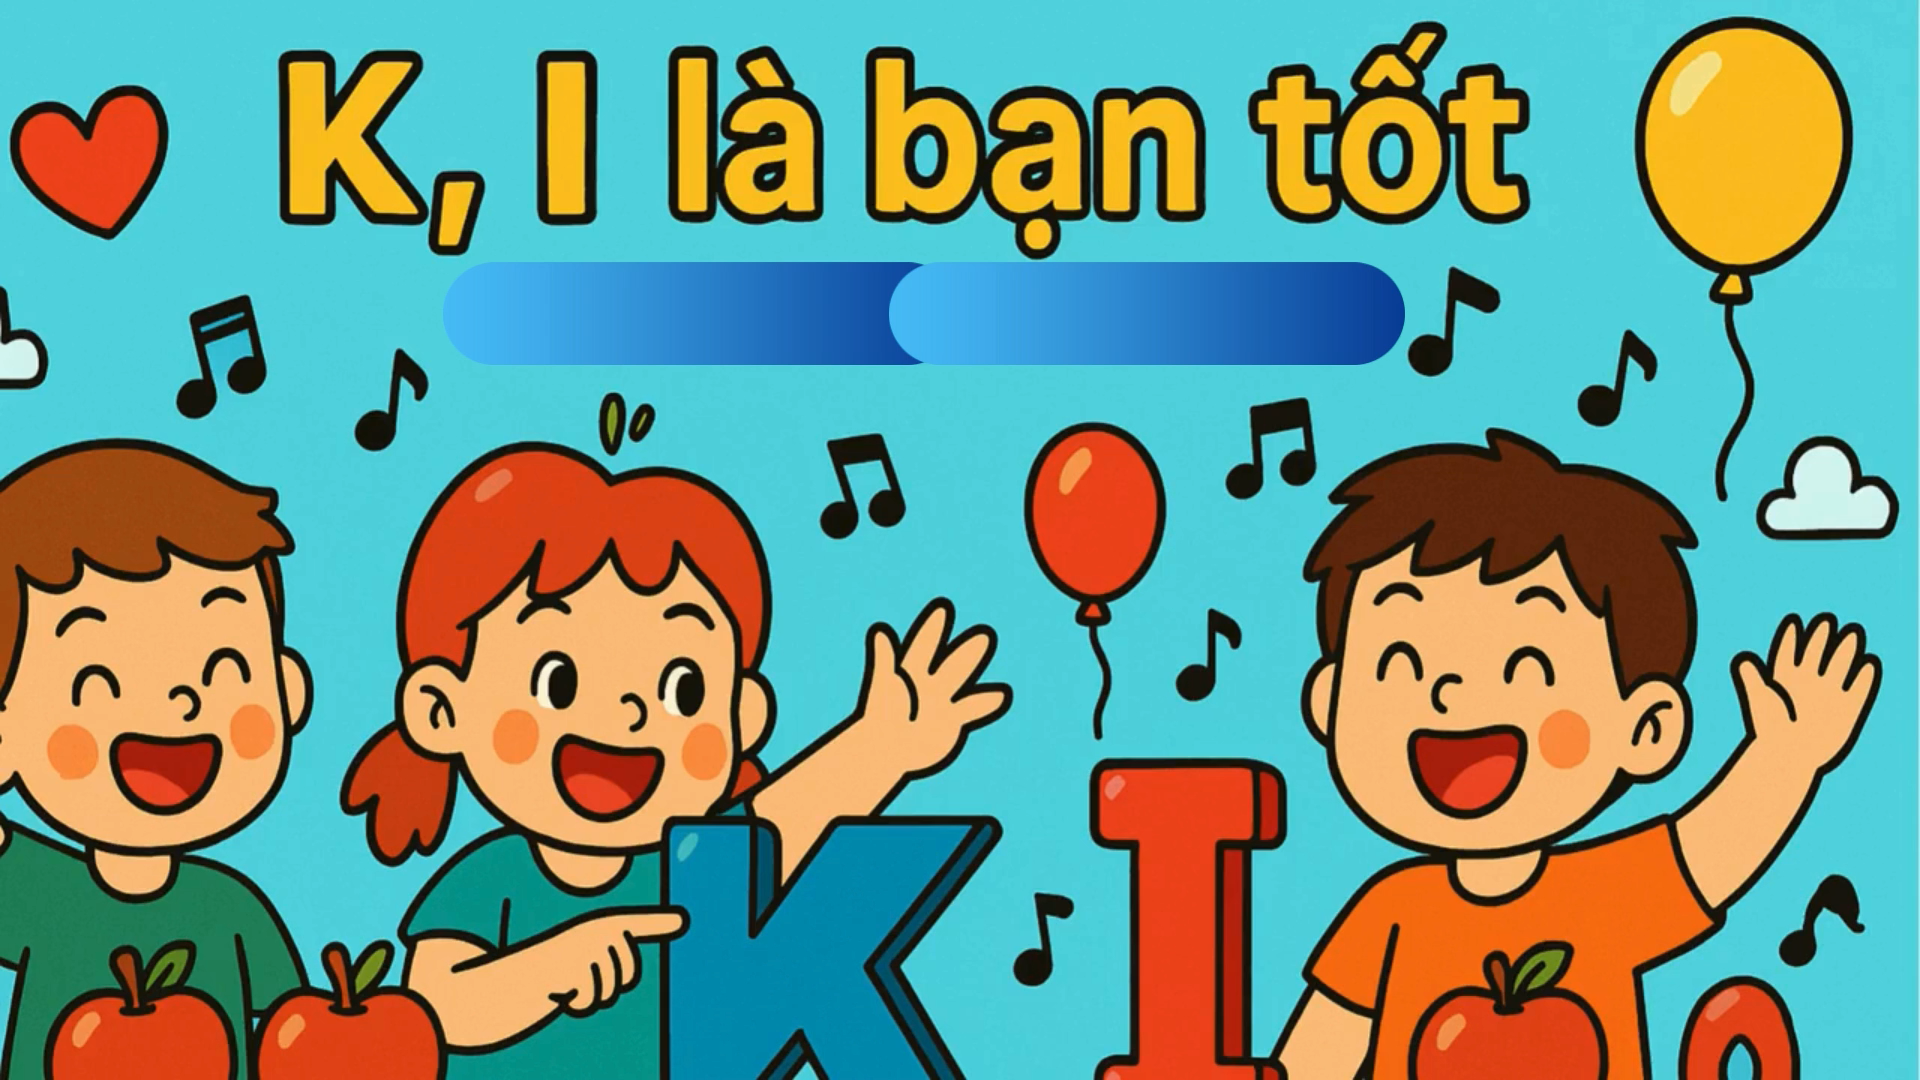 K, I là bạn tốt
K I